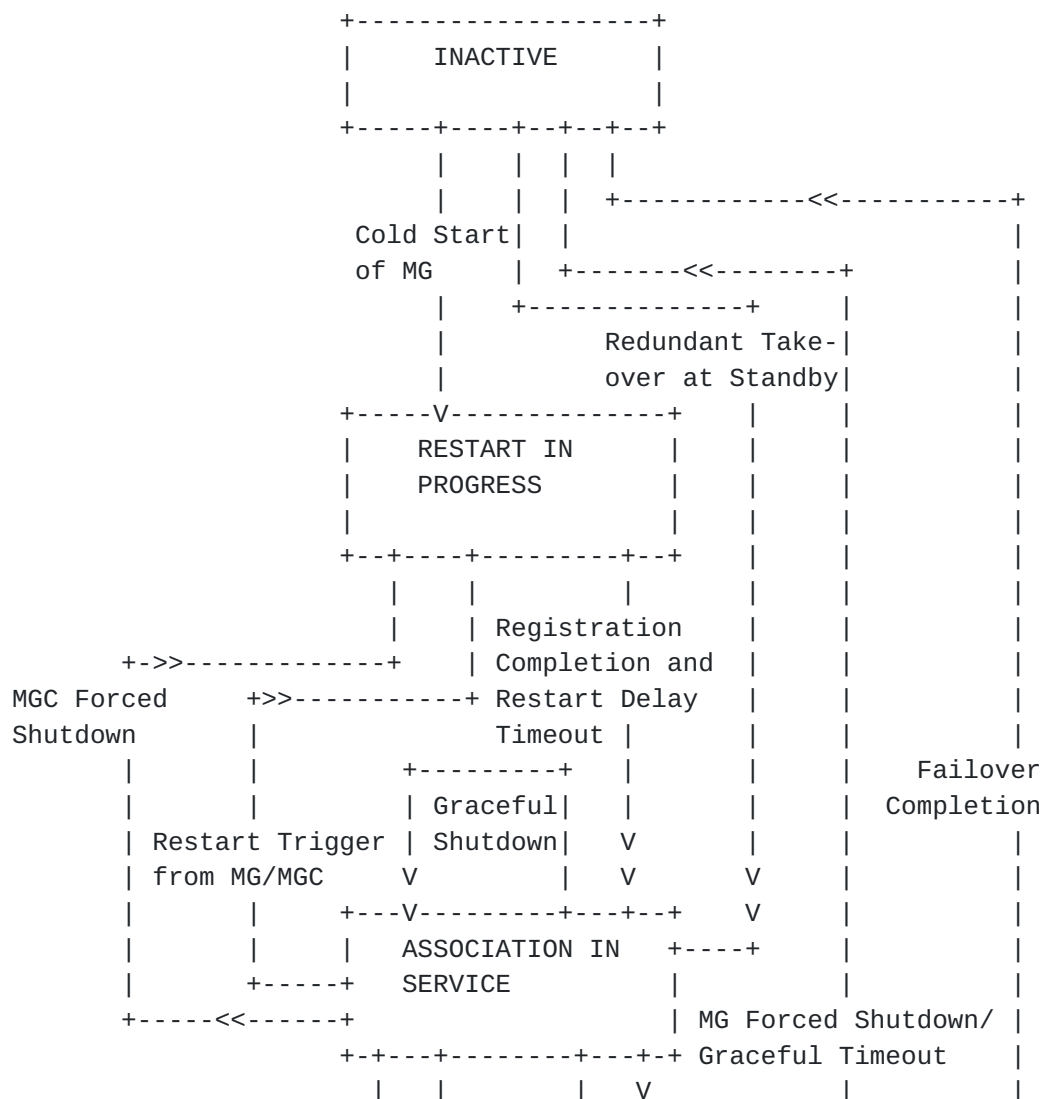 INACTIVE
Cold Start
of MG
Redundant Take-
over at Standby
RESTART IN
PROGRESS
Registration
Completion and
MGC Forced Restart Delay
Shutdown Timeout
Failover
Graceful Completion
Restart Trigger Shutdown
from MG/MGC V V V
V V
ASSOCIATION IN
SERVICE
MG Forced Shutdown/
Graceful Timeout
V